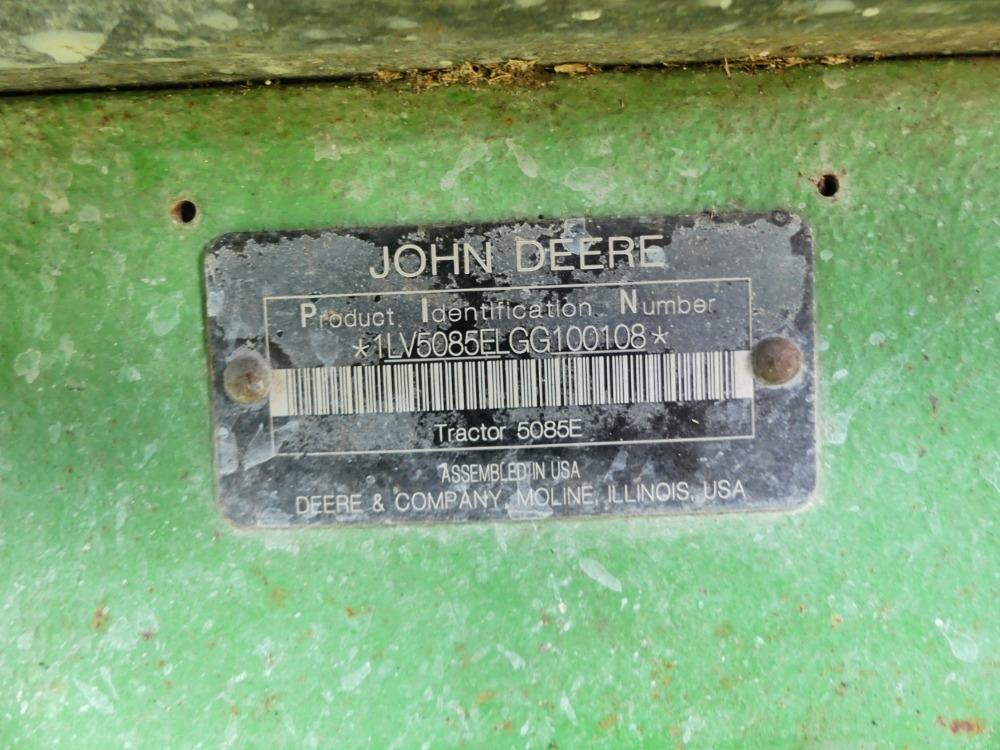 JOHN DEERE
Product Identification Number
*1LV5085ELGG100108*
Tractor 5085E
ASSEMBLED IN USA
DEERE & COMPANY, MOLINE, ILLINOIS, USA